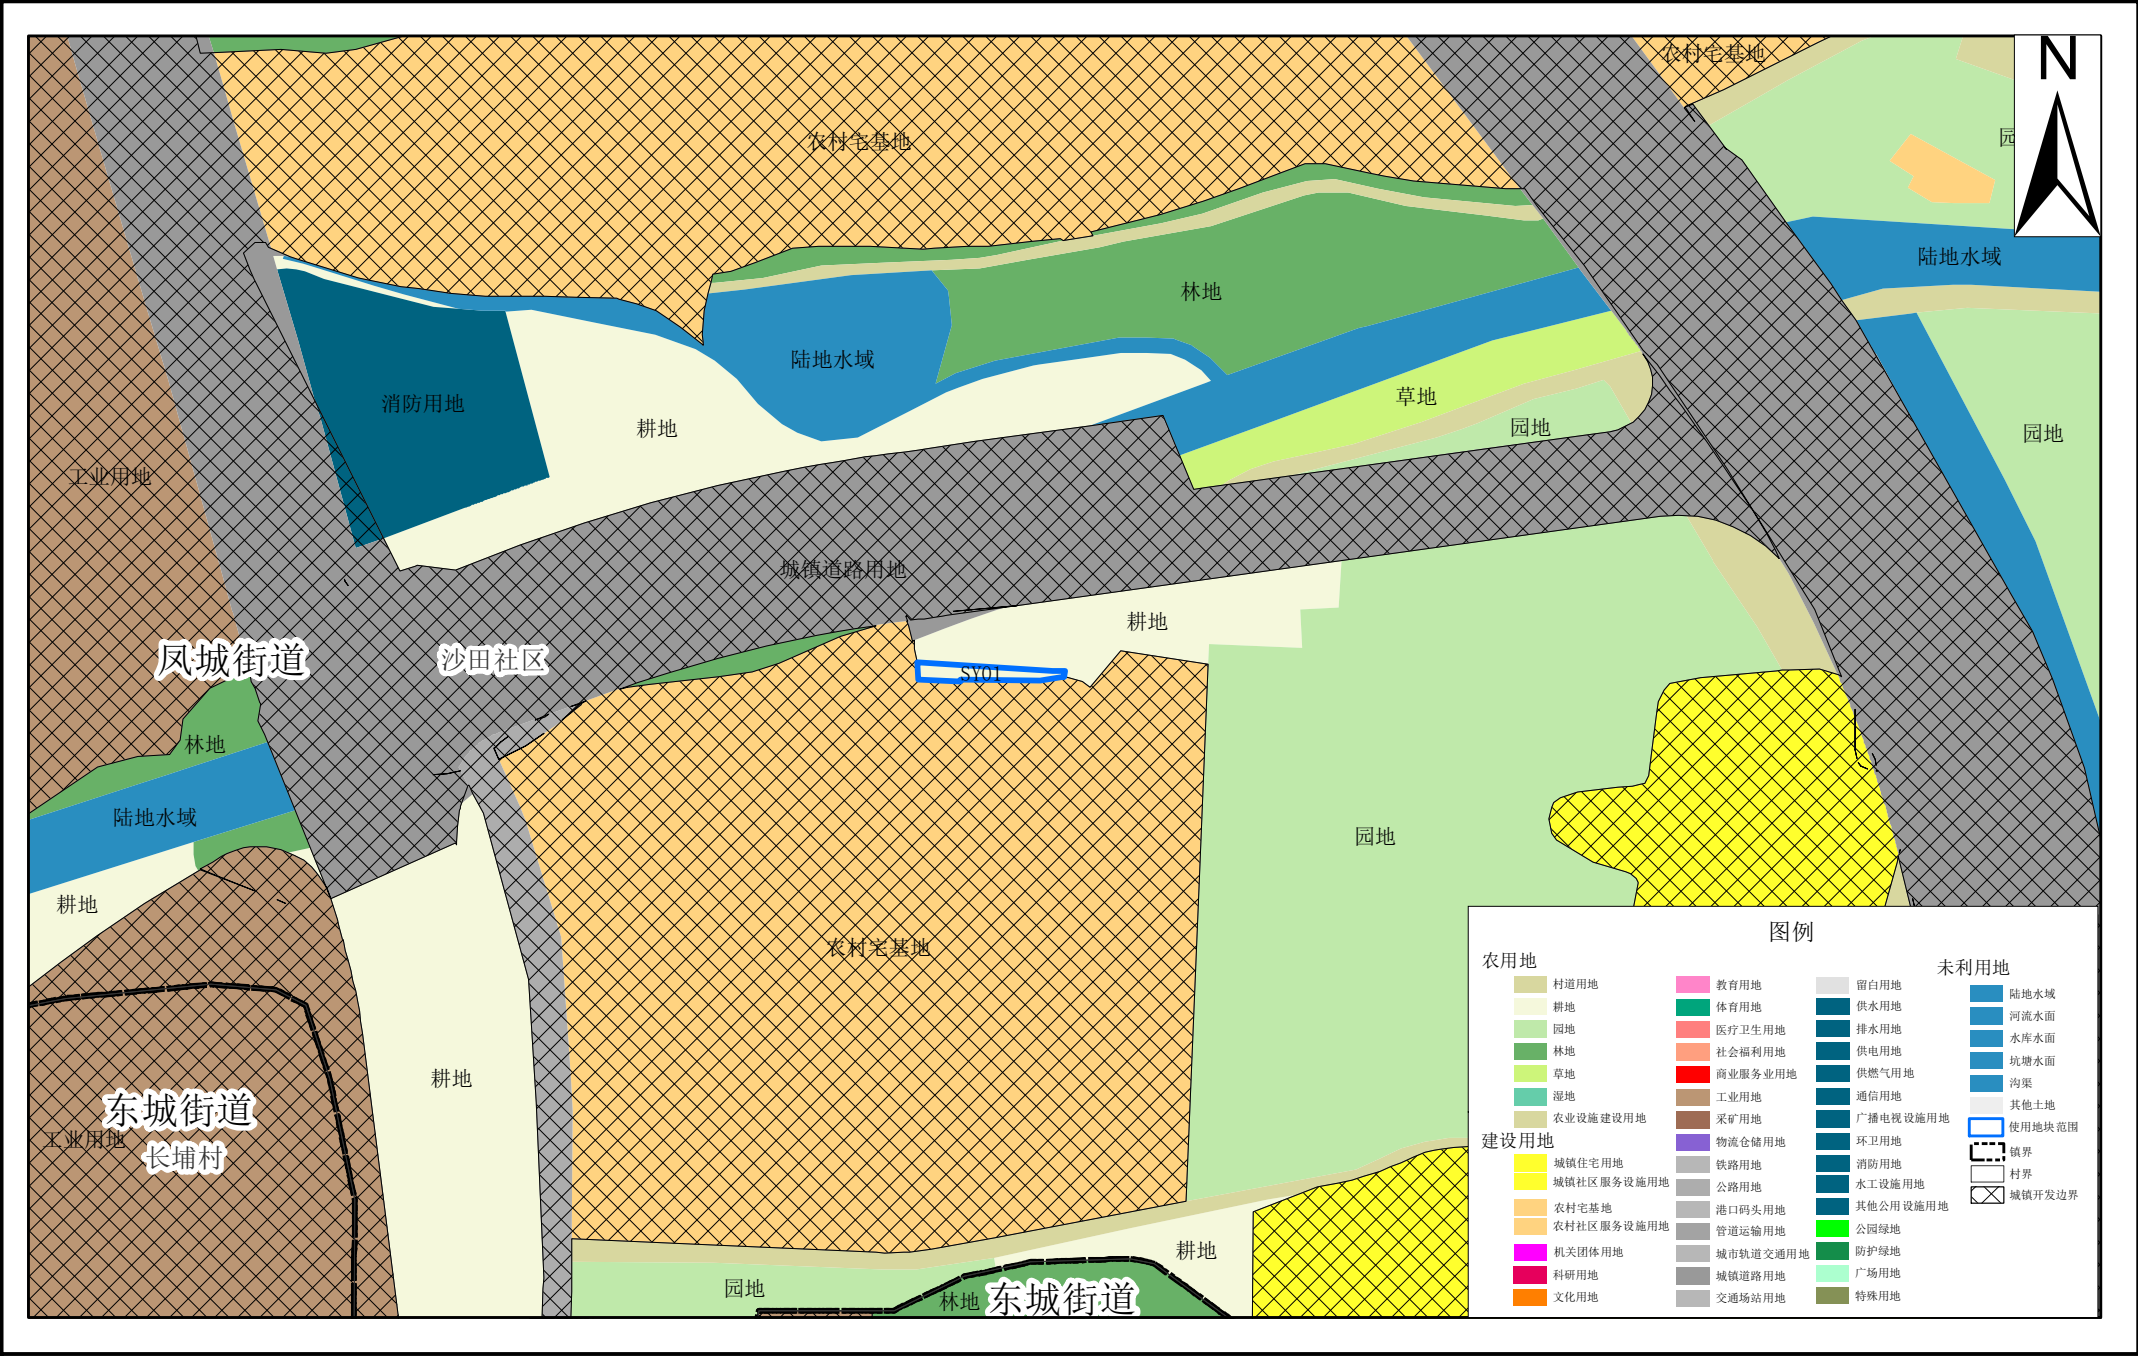 农村宅基地
N
农村宅基地
园
陆地水域
林地
陆地水域
草地
消防用地
园地
耕地
园地
工业用地
城镇道路用地
耕地
凤城街道
沙田社区
SY01
林地
陆地水域
园地
耕地
农村宅基地
耕地
东城街道
工业用地
长埔村
耕地
园地
林地
东城街道
图例
农用地
村道用地
耕地
园地
林地
草地
湿地
农业设施建设用地
建设用地
城镇住宅用地
城镇社区服务设施用地
农村宅基地
农村社区服务设施用地
机关团体用地
科研用地
文化用地
教育用地
体育用地
医疗卫生用地
社会福利用地
商业服务业用地
工业用地
采矿用地
物流仓储用地
铁路用地
公路用地
港口码头用地
管道运输用地
城市轨道交通用地
城镇道路用地
交通场站用地
留白用地
供水用地
排水用地
供电用地
供燃气用地
通信用地
广播电视设施用地
环卫用地
消防用地
水工设施用地
其他公用设施用地
公园绿地
防护绿地
广场用地
特殊用地
未利用地
陆地水域
河流水面
水库水面
坑塘水面
沟渠
其他土地
使用地块范围
镇界
村界
城镇开发边界